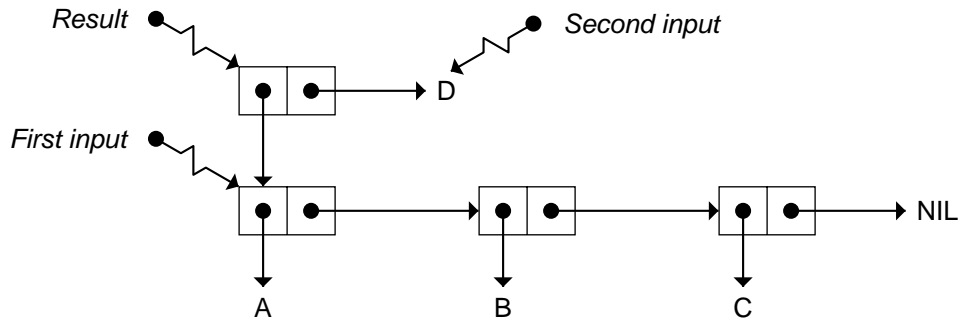 Result
Second input
D
First input
NIL
A
B
C